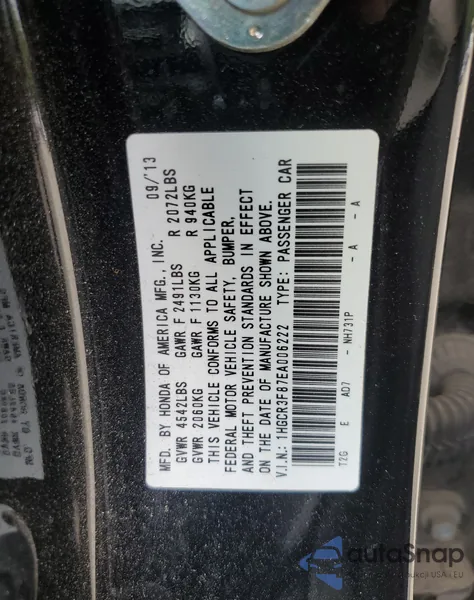 MFD. BY HONDA OF AMERICA MFG., INC. 09/13
GVWR 4542LBS GAWR F 2491LBS R 2072LBS
GVWR 2060KG GAWR F 1130KG R 940KG
THIS VEHICLE CONFORMS TO ALL APPLICABLE
FEDERAL MOTOR VEHICLE SAFETY, BUMPER,
AND THEFT PREVENTION STANDARDS IN EFFECT
ON THE DATE OF MANUFACTURE SHOWN ABOVE.
V.I.N.: 1HGCR3F87EA006222 TYPE: PASSENGER CAR
T2G E AD7 - NH731P - A - A
autoSnap